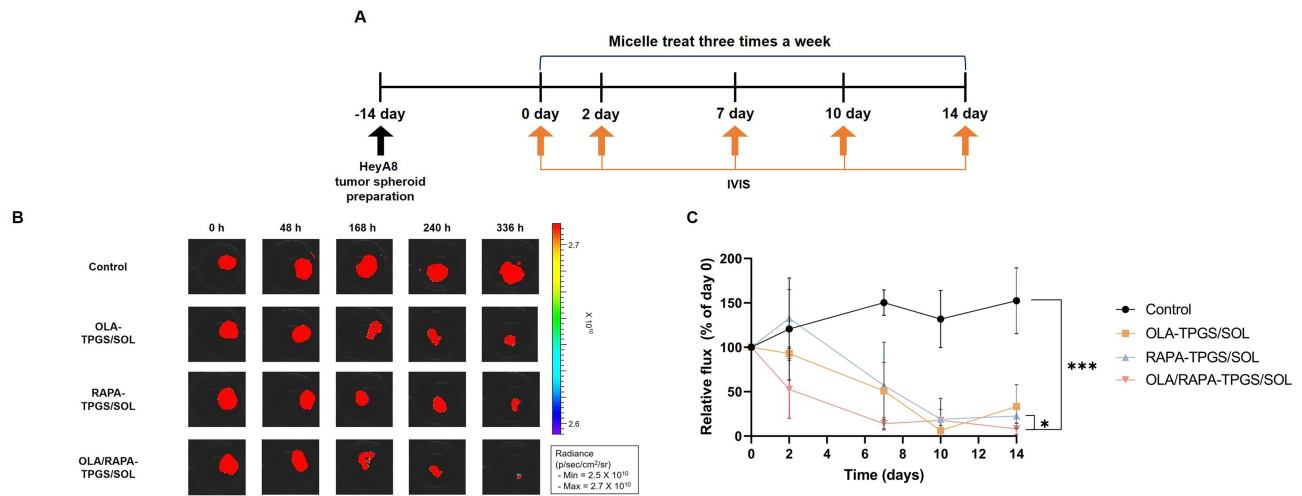 A
Micelle treat three times a week
-14 day
0 day
2 day
7 day
10 day
14 day
HeyA8
tumor spheroid
preparation
IVIS
B
0 h
48 h
168 h
240 h
336 h
Control
OLA-
TPGS/SOL
RAPA-
TPGS/SOL
OLA/RAPA-
TPGS/SOL
2.7
X 10¹⁰
2.6
Radiance
(p/sec/cm²/sr)
- Min = 2.5 X 10¹⁰
- Max = 2.7 X 10¹⁰
C
Relative flux (% of day 0)
200
150
100
50
0
0 2 4 6 8 10 12 14
Time (days)
***
*
Control
OLA-TPGS/SOL
RAPA-TPGS/SOL
OLA/RAPA-TPGS/SOL